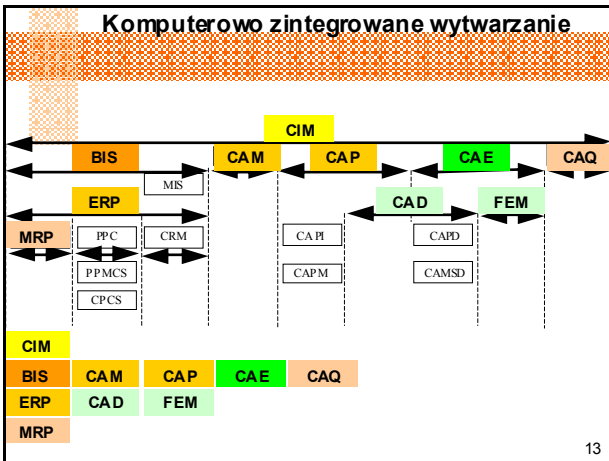 Komputerowo zintegrowane wytwarzanie
CIM
BIS CAM CAP CAE CAQ
MIS
ERP CAD FEM
MRP PPC CRM CAPI CAPD
PPMCS CAPM CAMSD
CPCS
CIM
BIS CAM CAP CAE CAQ
ERP CAD FEM
MRP
13